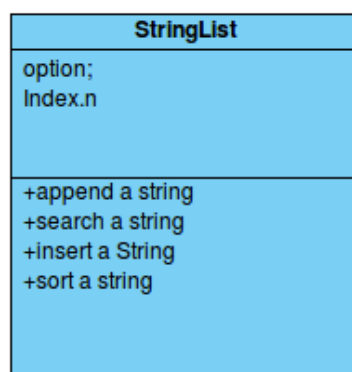 StringList
option;
Index.n
+append a string
+search a string
+insert a String
+sort a string